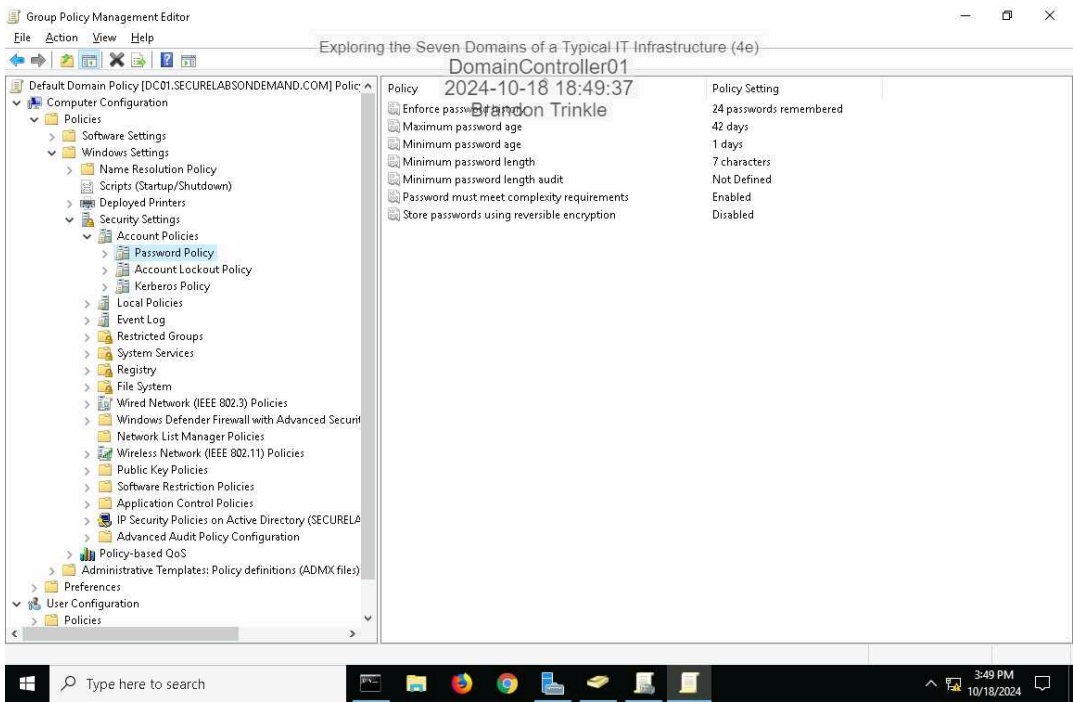 Group Policy Management Editor
File Action View Help
Exploring the Seven Domains of a Typical IT Infrastructure (4e)
DomainController01
2024-10-18 18:49:37
Brandon Trinkle
Default Domain Policy [DC01.SECURELABSONDEMAND.COM] Policy
Computer Configuration
Policies
Software Settings
Windows Settings
Name Resolution Policy
Scripts (Startup/Shutdown)
Deployed Printers
Security Settings
Account Policies
Password Policy
Account Lockout Policy
Kerberos Policy
Local Policies
Event Log
Restricted Groups
System Services
Registry
File System
Wired Network (IEEE 802.3) Policies
Windows Defender Firewall with Advanced Securit
Network List Manager Policies
Wireless Network (IEEE 802.11) Policies
Public Key Policies
Software Restriction Policies
Application Control Policies
IP Security Policies on Active Directory (SECURELA
Advanced Audit Policy Configuration
Policy-based QoS
Administrative Templates: Policy definitions (ADMX files)
Preferences
User Configuration
Policies
Policy Policy Setting
Enforce password history 24 passwords remembered
Maximum password age 42 days
Minimum password age 1 days
Minimum password length 7 characters
Minimum password length audit Not Defined
Password must meet complexity requirements Enabled
Store passwords using reversible encryption Disabled
Type here to search
3:49 PM
10/18/2024